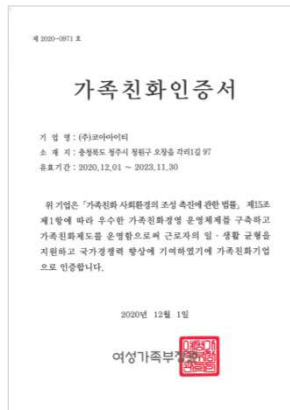 제 2020-0971 호
가족친화인증서
기 업 명 : (주)코아아이티
소 재 지 : 충청북도 청주시 청원구 오창읍 각리1길 97
유효기간 : 2020.12.01 ~ 2023.11.30
위 기업은 「가족친화 사회환경의 조성 촉진에 관한 법률」 제15조
제1항에 따라 우수한 가족친화경영 운영체제를 구축하고
가족친화제도를 운영함으로써 근로자의 일·생활 균형을
지원하고 국가경쟁력 향상에 기여하였기에 가족친화기업
으로 인증합니다.
2020년 12월 1일
여성가족부장관